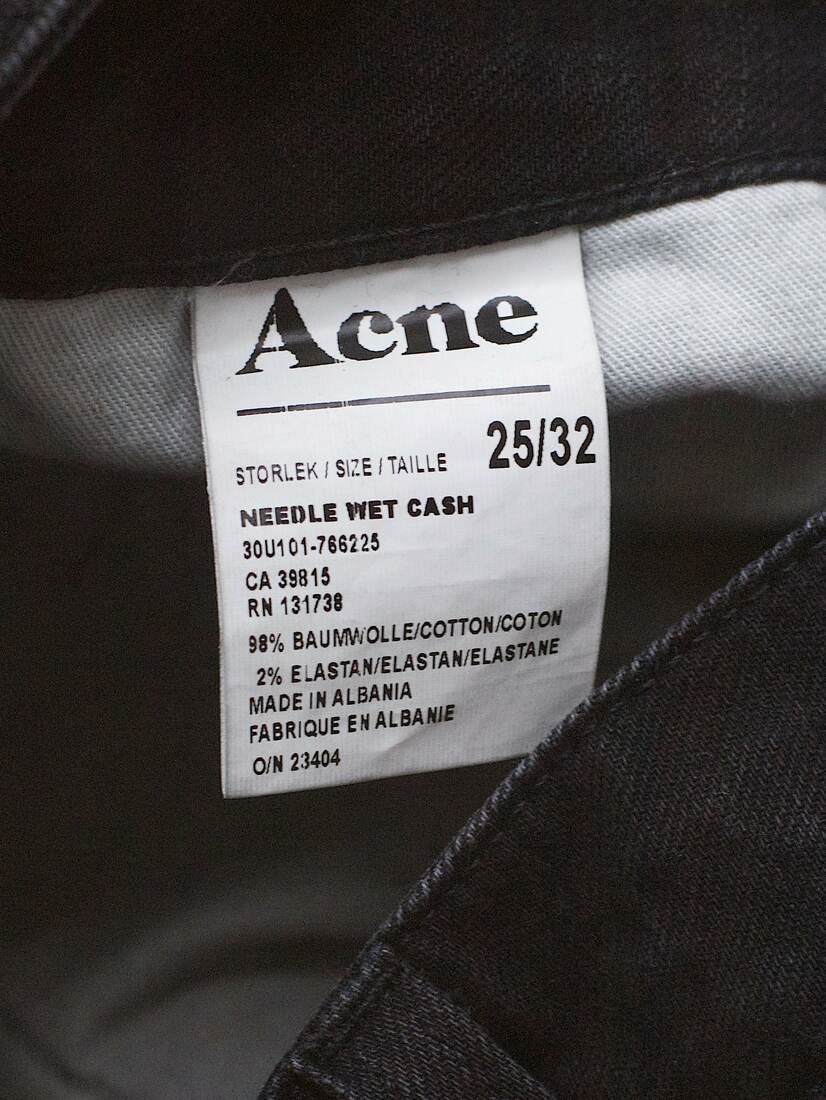 Acne
STORLEK / SIZE / TAILLE 25/32
NEEDLE WET CASH
30U101-766225
CA 39815
RN 131738
98% BAUMWOLLE/COTTON/COTON
2% ELASTAN/ELASTAN/ELASTANE
MADE IN ALBANIA
FABRIQUE EN ALBANIE
O/N 23404